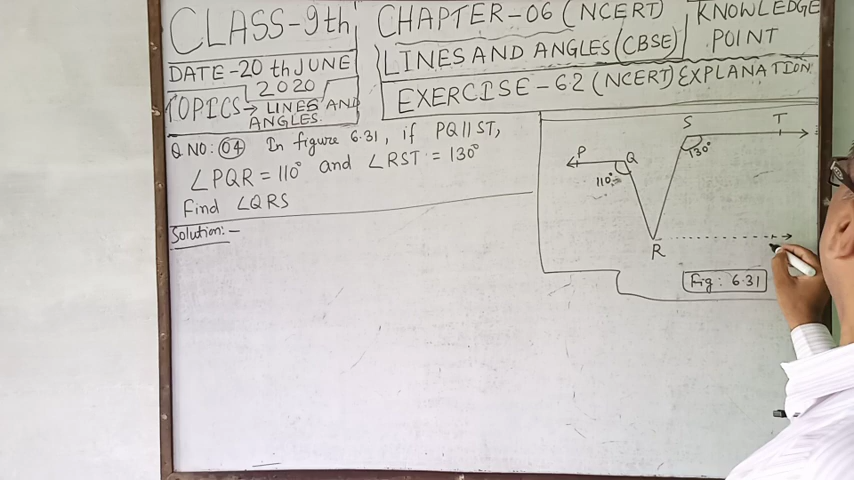 CLASS-9th
DATE-20 thJUNE
2020
TOPICS→ LINES AND
ANGLES.
CHAPTER-06 (NCERT)
LINES AND ANGLES (CBSE)
KNOWLEDGE
POINT
EXERCISE-6.2 (NCERT) EXPLANATION
Q NO: 04 In figure 6.31, if PQ||ST,
∠PQR = 110° and ∠RST = 130°
Find ∠QRS
Solution:-
S T
P Q 130°
110°
R
Fig: 6.31